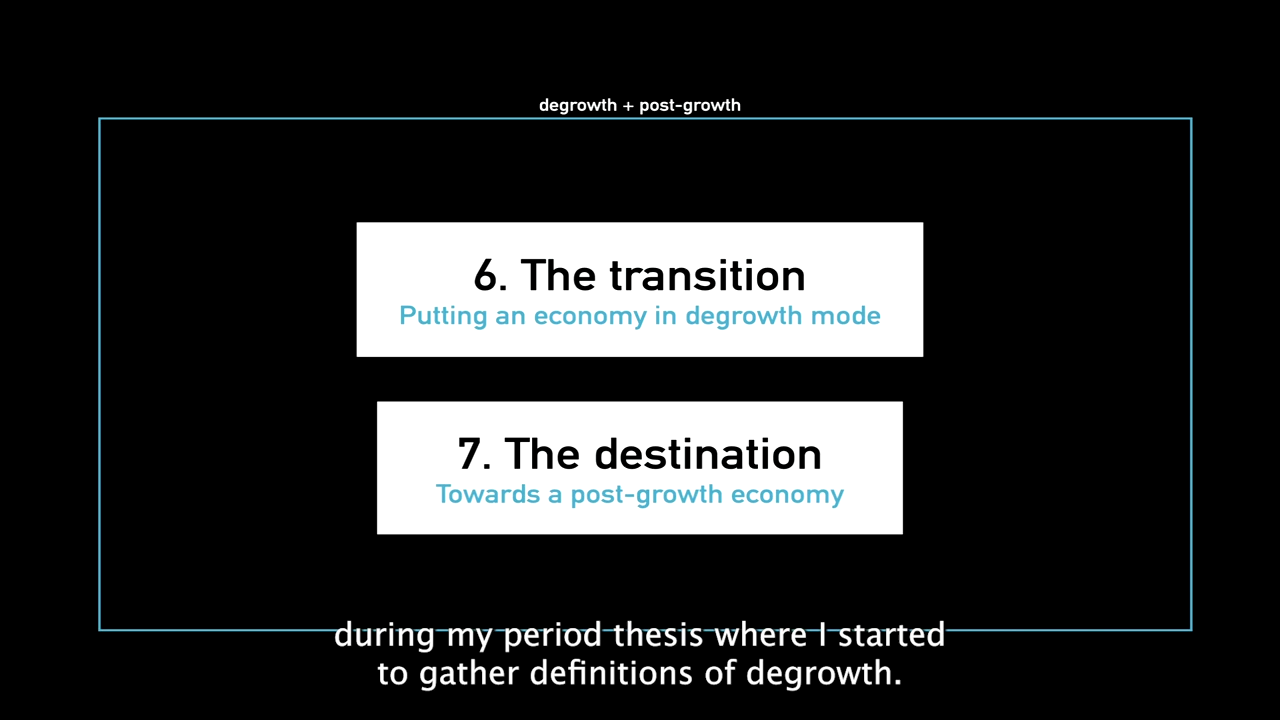 degrowth + post-growth
6. The transition
Putting an economy in degrowth mode
7. The destination
Towards a post-growth economy
during my period thesis where I started
to gather definitions of degrowth.